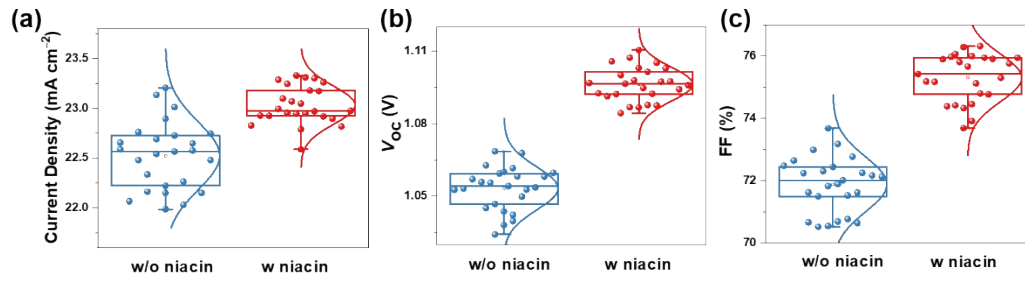 (a)
Current Density (mA cm⁻²)
23.5
23.0
22.5
22.0
w/o niacin
w niacin
(b)
V_OC (V)
1.11
1.08
1.05
w/o niacin
w niacin
(c)
FF (%)
76
74
72
70
w/o niacin
w niacin